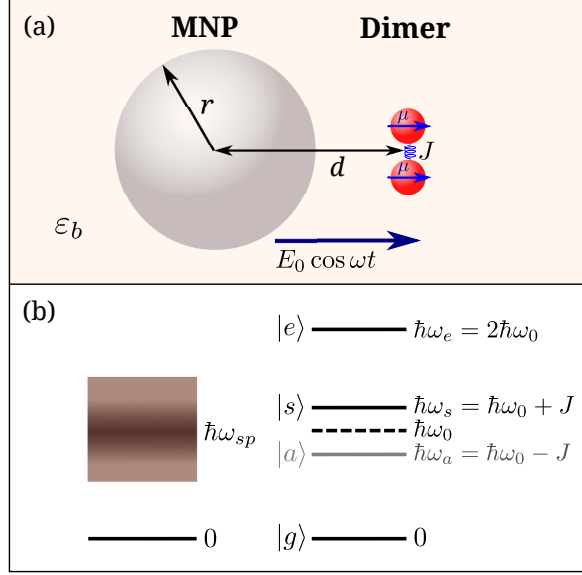 (a)
MNP Dimer
r
μ
J
d
μ
ε_b
E_0 cos ωt
(b)
|e⟩ ħω_e = 2ħω_0
|s⟩ ħω_s = ħω_0 + J
ħω_sp ħω_0
|a⟩ ħω_a = ħω_0 − J
0 |g⟩ 0